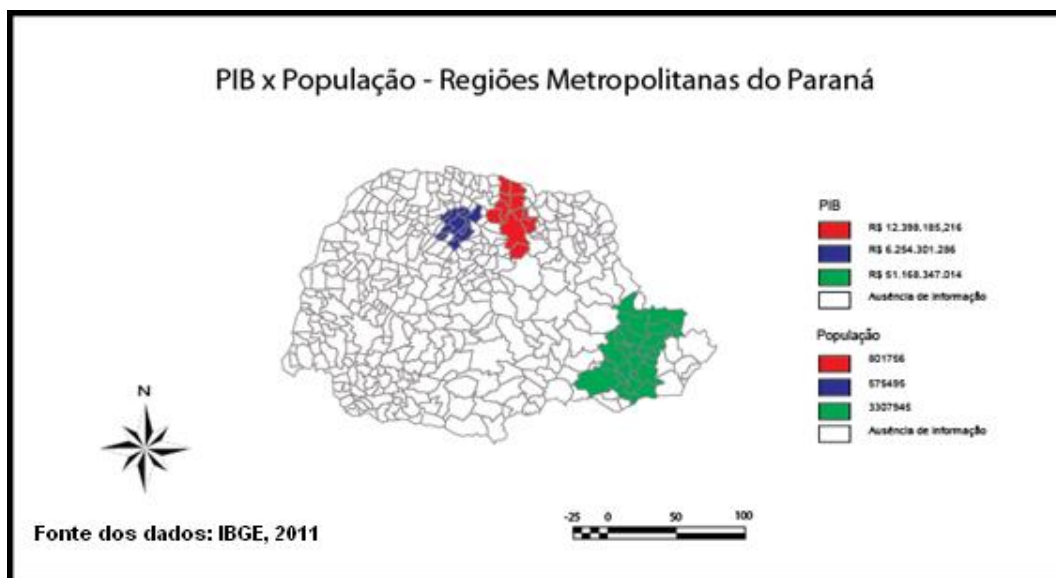 PIB x População - Regiões Metropolitanas do Paraná
PIB
R$ 12.398.185,216
R$ 6.254.301.286
R$ 51.168.347.014
Ausência de informação
População
801756
575495
3307945
Ausência de informação
N
Fonte dos dados: IBGE, 2011
-25 0 50 100